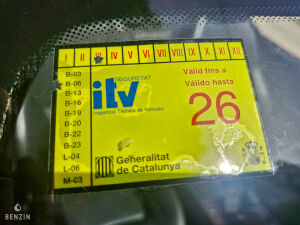 I II III IV V VI VII VIII IX X XI XII
B-03
B-06
B-13
B-16
B-19
B-20
B-22
B-23
L-04
L-06
M-03
SEGURETAT
itv
Inspecció Tècnica de Vehicles
Vàlid fins a
Válido hasta
26
Generalitat
de Catalunya
BENZIN